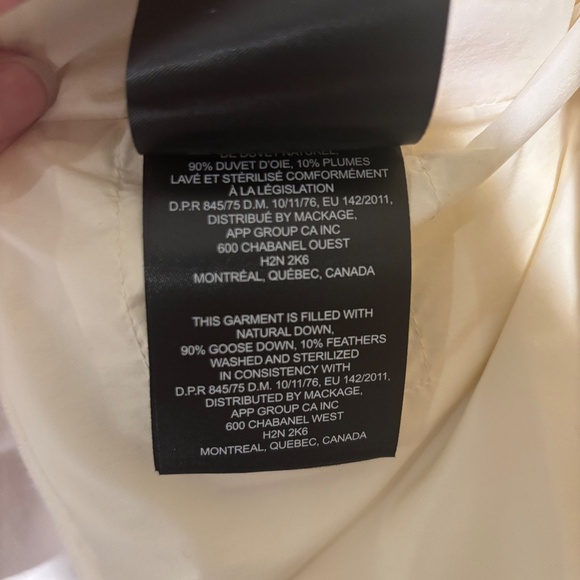 DE DUVET NATUREL,
90% DUVET D'OIE, 10% PLUMES
LAVÉ ET STÉRILISÉ CONFORMÉMENT
À LA LÉGISLATION
D.P.R 845/75 D.M. 10/11/76, EU 142/2011,
DISTRIBUÉ BY MACKAGE,
APP GROUP CA INC
600 CHABANEL OUEST
H2N 2K6
MONTRÉAL, QUÉBEC, CANADA
THIS GARMENT IS FILLED WITH
NATURAL DOWN,
90% GOOSE DOWN, 10% FEATHERS
WASHED AND STERILIZED
IN CONSISTENCY WITH
D.P.R 845/75 D.M. 10/11/76, EU 142/2011,
DISTRIBUTED BY MACKAGE,
APP GROUP CA INC
600 CHABANEL WEST
H2N 2K6
MONTREAL, QUEBEC, CANADA